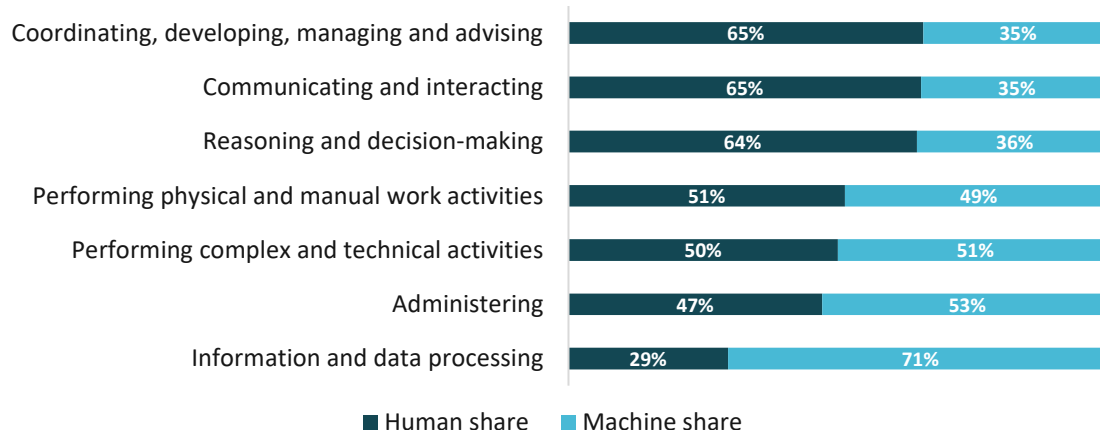 Coordinating, developing, managing and advising 65% 35%
Communicating and interacting 65% 35%
Reasoning and decision-making 64% 36%
Performing physical and manual work activities 51% 49%
Performing complex and technical activities 50% 51%
Administering 47% 53%
Information and data processing 29% 71%
Human share Machine share